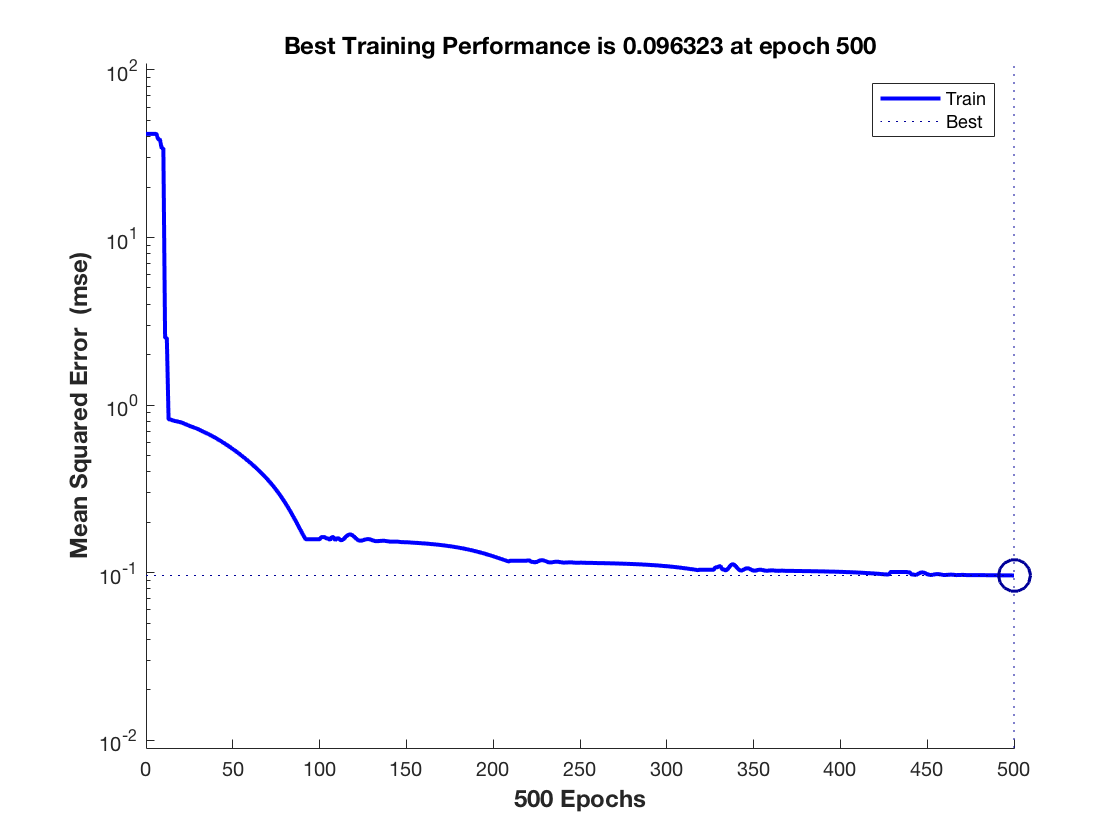 Best Training Performance is 0.096323 at epoch 500
Train
Best
10^2
10^1
10^0
10^-1
10^-2
Mean Squared Error (mse)
0 50 100 150 200 250 300 350 400 450 500
500 Epochs